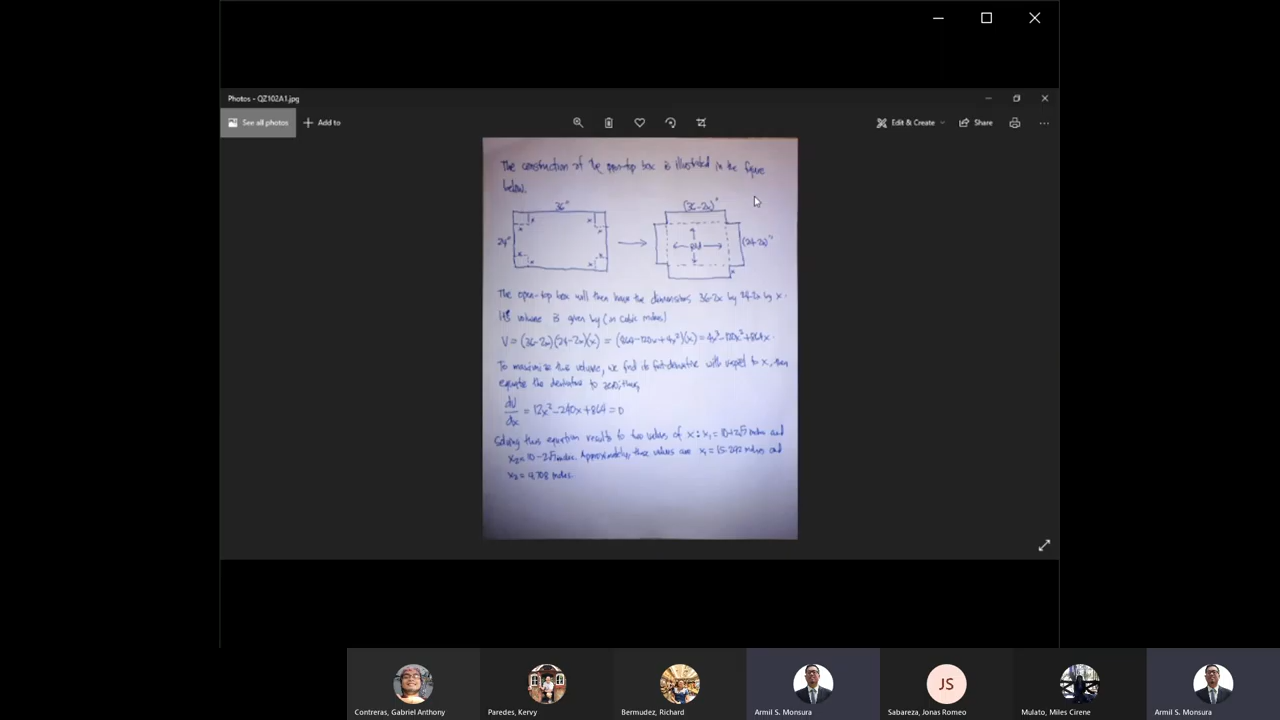 Photos - QZ102A1.jpg
See all photos
Add to
Edit & Create
Share
The construction of the open-top box is illustrated in the figure
below.
36"
(36-2x)"
x x x x
24"
(24-2x)"
x x x x
The open-top box will then have the dimensions 36-2x by 24-2x by x.
Its volume is given by (in cubic inches)
V = (36-2x)(24-2x)(x) = (864-120x+4x²)(x) = 4x³-120x²+864x.
To maximize this volume, we find its first derivative with respect to x, then
equate the derivative to zero; thus,
dV
dx
= 12x²-240x+864=0
Solving this equation results to two values of x: x₁ = 10+2√7 inches and
x₂= 10-2√7 inches. Approximately, these values are x₁ = 15.292 inches and
x₂ = 4.708 inches.
Contreras, Gabriel Anthony
Paredes, Kervy
Bermudez, Richard
Armil S. Monsura
JS
Sabareza, Jonas Romeo
Mulato, Miles Cirene
Armil S. Monsura